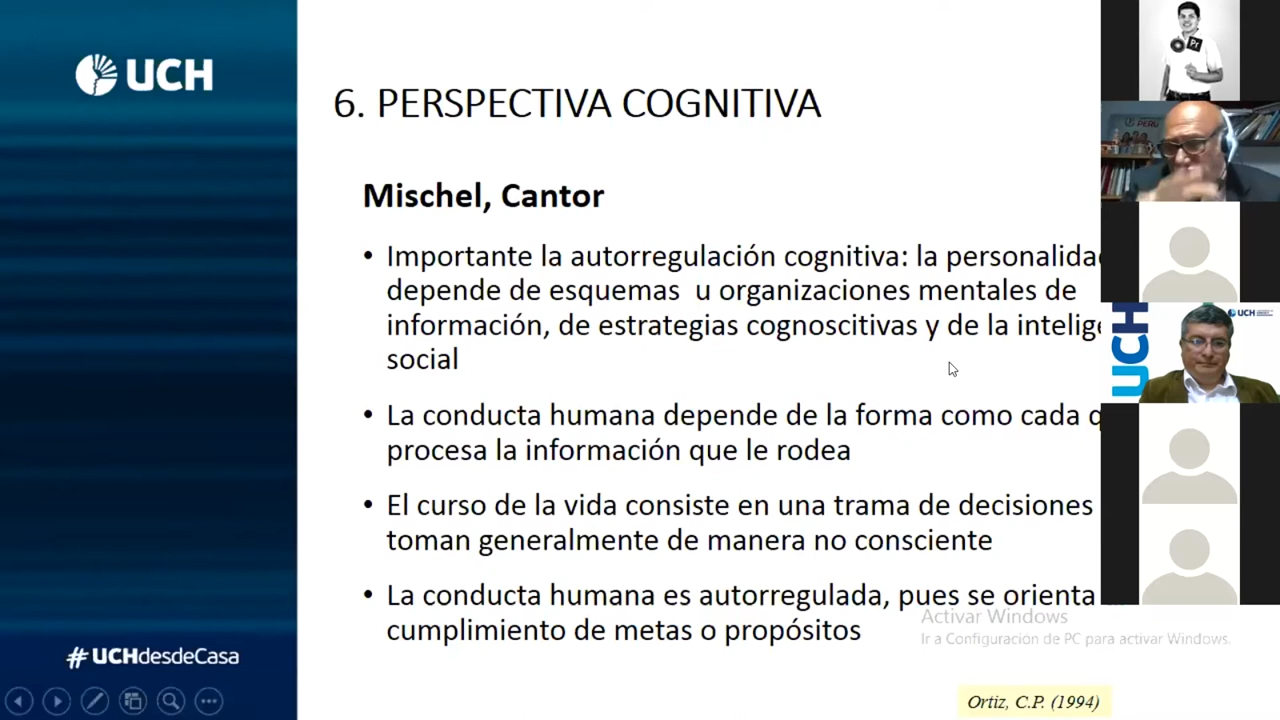 UCH
6. PERSPECTIVA COGNITIVA
Mischel, Cantor
• Importante la autorregulación cognitiva: la
depende de esquemas u organizaciones mentales de
información, de estrategias cognoscitivas y de la
social
• La conducta humana depende de la forma como cada
procesa la información que le rodea
• El curso de la vida consiste en una trama de decisiones
toman generalmente de manera no consciente
• La conducta humana es autorregulada, pues se orienta
cumplimiento de metas o propósitos
Activar Windows
Ir a Configuración de PC para activar Windows.
#UCHdesdeCasa
Ortiz, C.P. (1994)
Pr
PERÚ
UCH
UCH